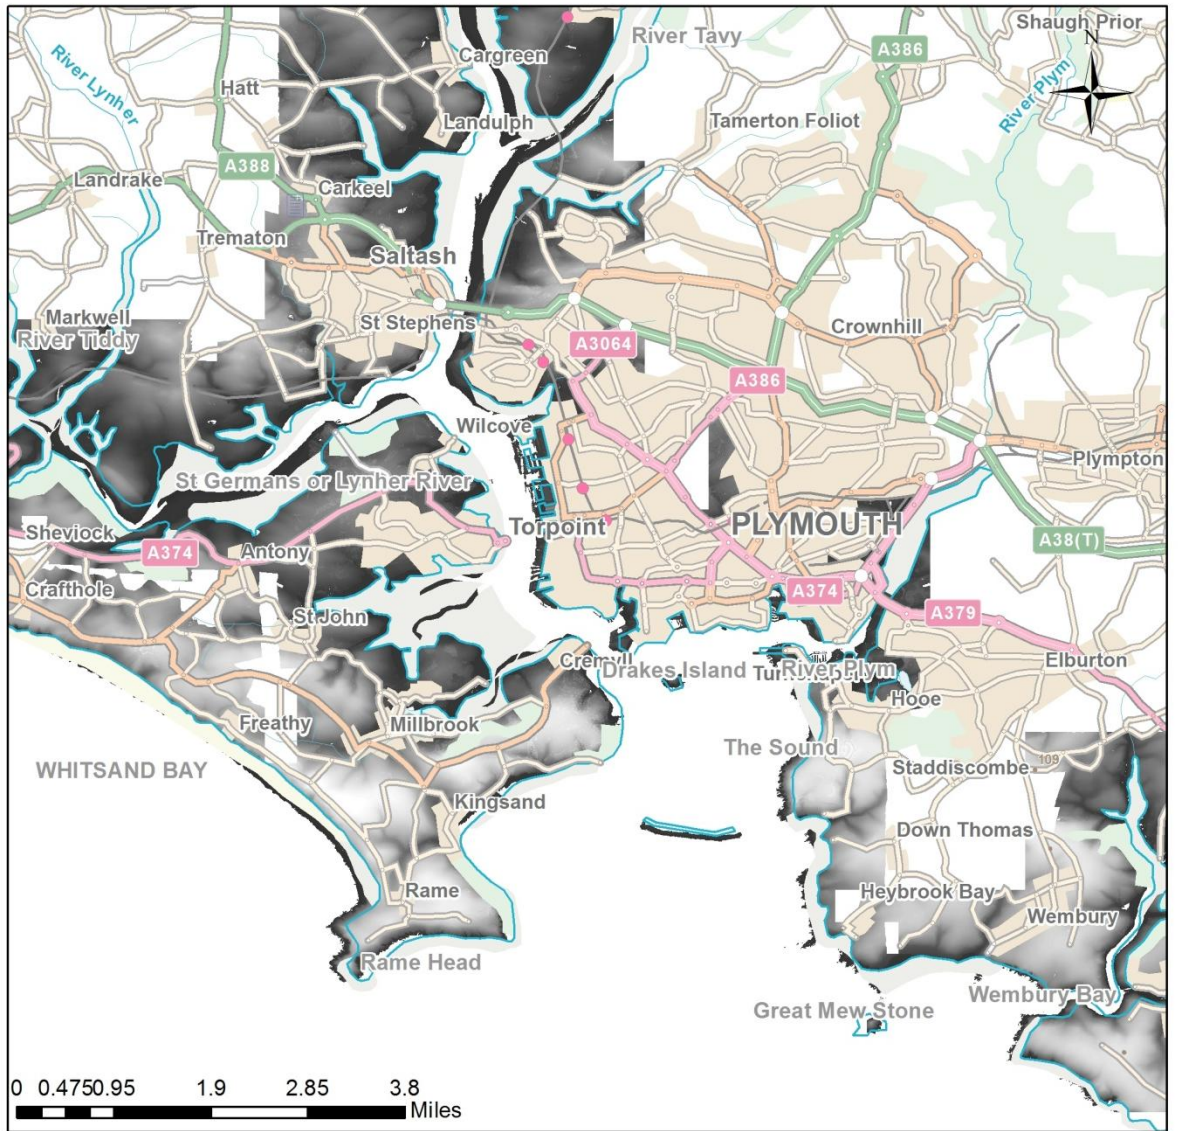 Shaugh Prior
N
River Tavy
A386
Cargreen
River Lynher
Hatt
River Plym
Landulph
Tamerton Foliot
A388
Landrake
Carkeel
Trematon
Saltash
Markwell
River Tiddy
St Stephens
Crownhill
A3064
A386
Wilcove
Plympton
St Germans or Lynher River
Sheviock
Torpoint
PLYMOUTH
A38(T)
A374
Antony
Crafthole
A374
A379
St John
Cremyll
Drakes Island
River Plym
Elburton
Hooe
Freathy
Millbrook
The Sound
WHITSAND BAY
109
Staddiscombe
Kingsand
Down Thomas
Rame
Heybrook Bay
Wembury
Rame Head
Wembury Bay
Great Mew Stone
0 0.475 0.95 1.9 2.85 3.8
Miles